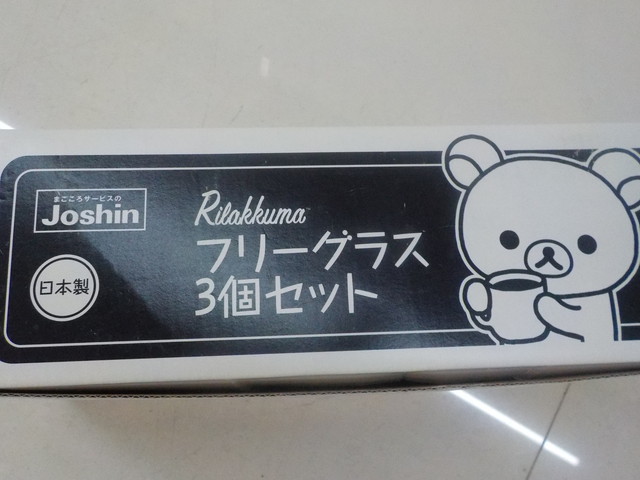 まごころサービスの
Joshin
日本製
Rilakkuma™
フリーグラス
3個セット